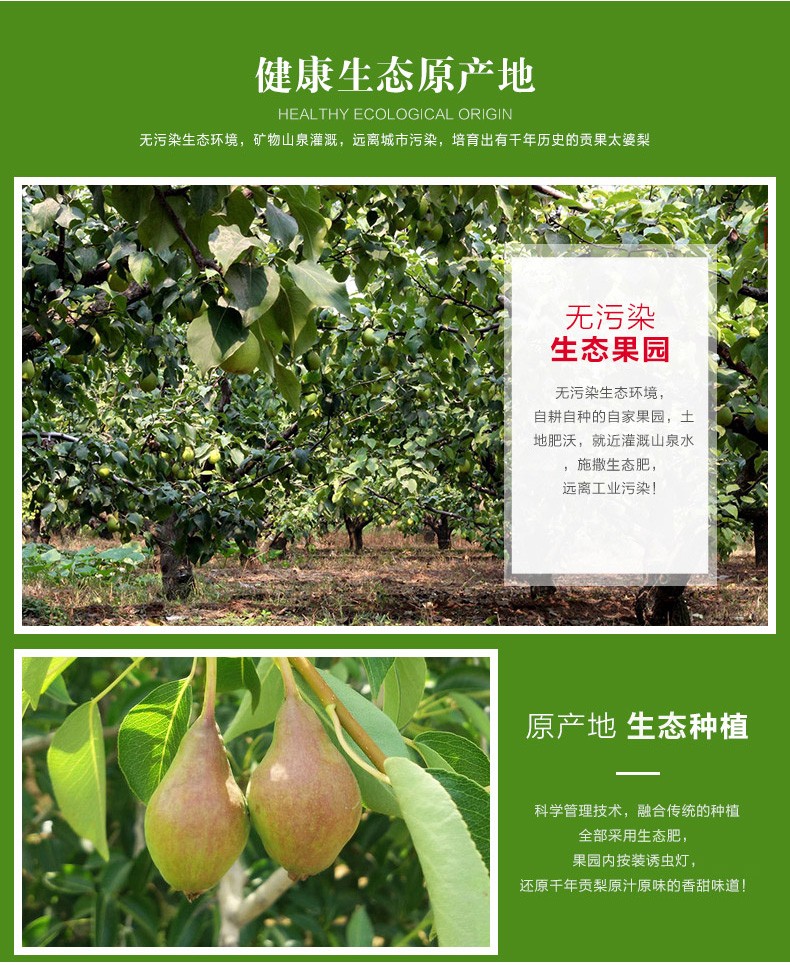 健康生态原产地
HEALTHY ECOLOGICAL ORIGIN
无污染生态环境，矿物山泉灌溉，远离城市污染，培育出有千年历史的贡果太婆梨
无污染
生态果园
无污染生态环境，
自耕自种的自家果园，土
地肥沃，就近灌溉山泉水
，施撒生态肥，
远离工业污染！
原产地 生态种植
科学管理技术，融合传统的种植
全部采用生态肥，
果园内按装诱虫灯，
还原千年贡梨原汁原味的香甜味道！